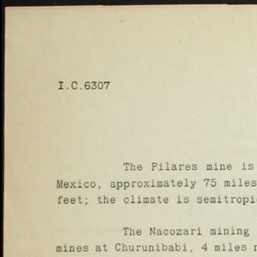 I.C.6307
The Pilares mine is
Mexico, approximately 75 miles
feet; the climate is semitropi
The Nacozari mining
mines at Churunibabi, 4 miles